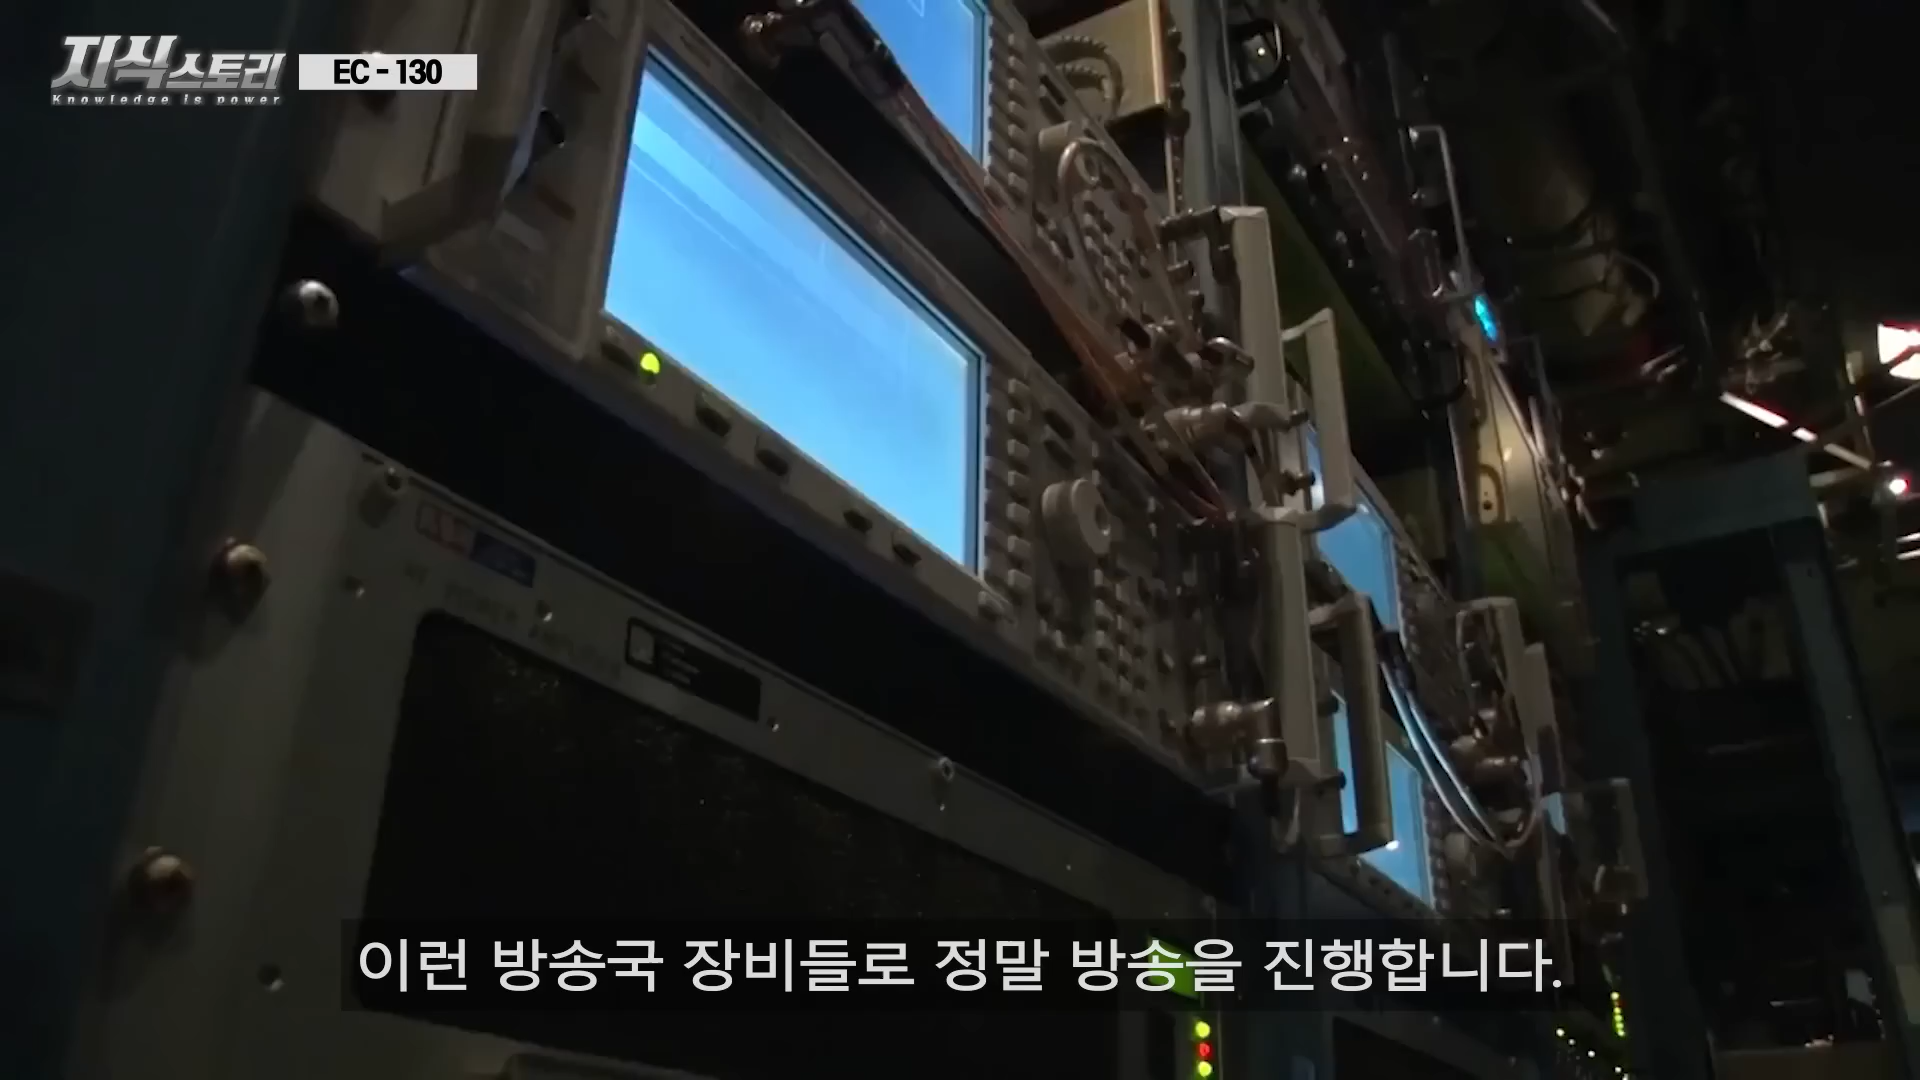 지식스토리
EC-130
Knowledge is power
이런 방송국 장비들로 정말 방송을 진행합니다.